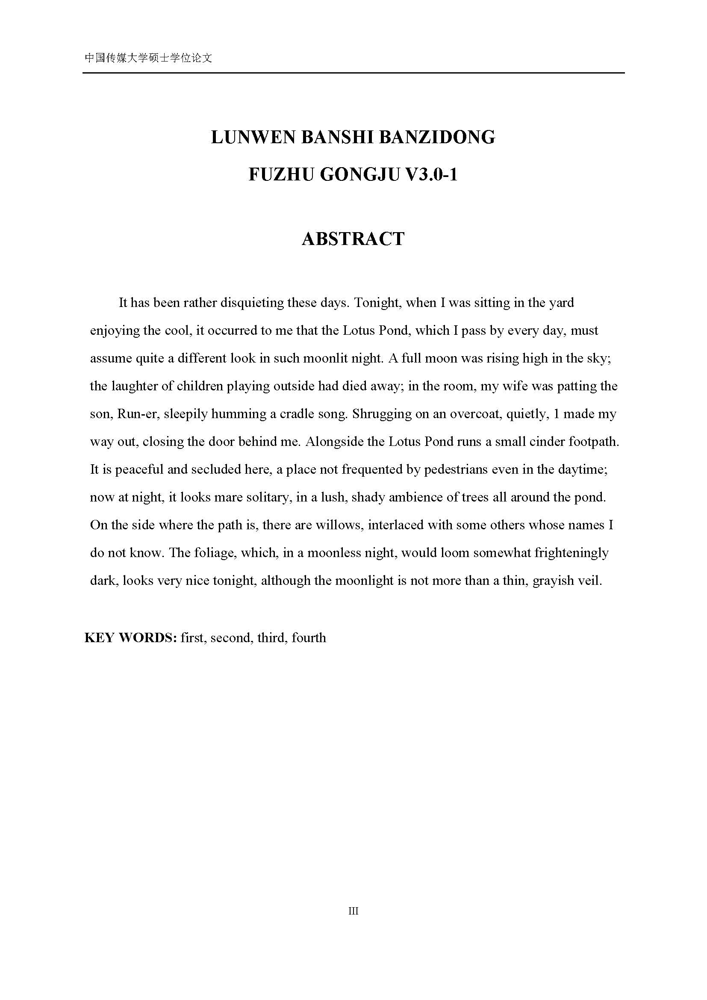 中国传媒大学硕士学位论文
LUNWEN BANSHI BANZIDONG
FUZHU GONGJU V3.0-1
ABSTRACT
It has been rather disquieting these days. Tonight, when I was sitting in the yard
enjoying the cool, it occurred to me that the Lotus Pond, which I pass by every day, must
assume quite a different look in such moonlit night. A full moon was rising high in the sky;
the laughter of children playing outside had died away; in the room, my wife was patting the
son, Run-er, sleepily humming a cradle song. Shrugging on an overcoat, quietly, 1 made my
way out, closing the door behind me. Alongside the Lotus Pond runs a small cinder footpath.
It is peaceful and secluded here, a place not frequented by pedestrians even in the daytime;
now at night, it looks mare solitary, in a lush, shady ambience of trees all around the pond.
On the side where the path is, there are willows, interlaced with some others whose names I
do not know. The foliage, which, in a moonless night, would loom somewhat frighteningly
dark, looks very nice tonight, although the moonlight is not more than a thin, grayish veil.
KEY WORDS: first, second, third, fourth
III